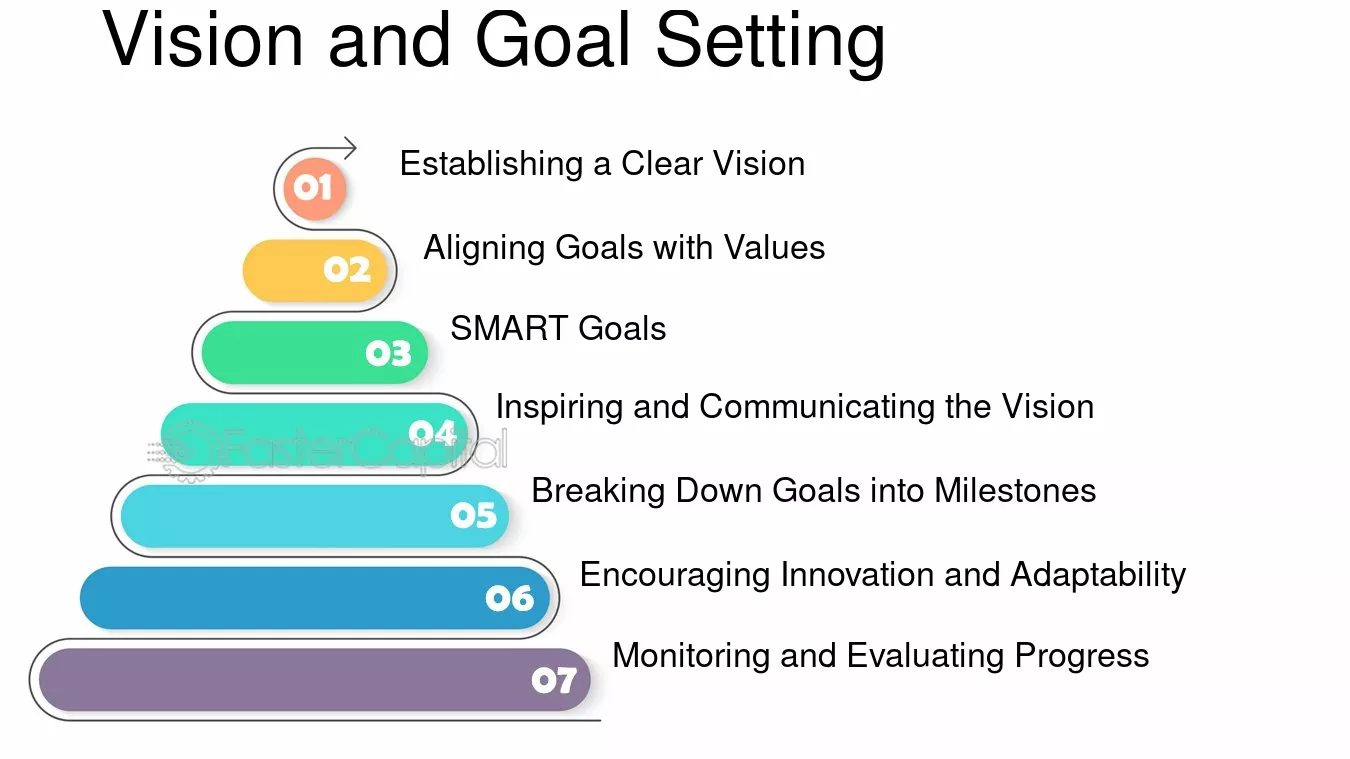 Vision and Goal Setting
01
Establishing a Clear Vision
02
Aligning Goals with Values
03
SMART Goals
04
Inspiring and Communicating the Vision
FasterCapital
05
Breaking Down Goals into Milestones
06
Encouraging Innovation and Adaptability
07
Monitoring and Evaluating Progress